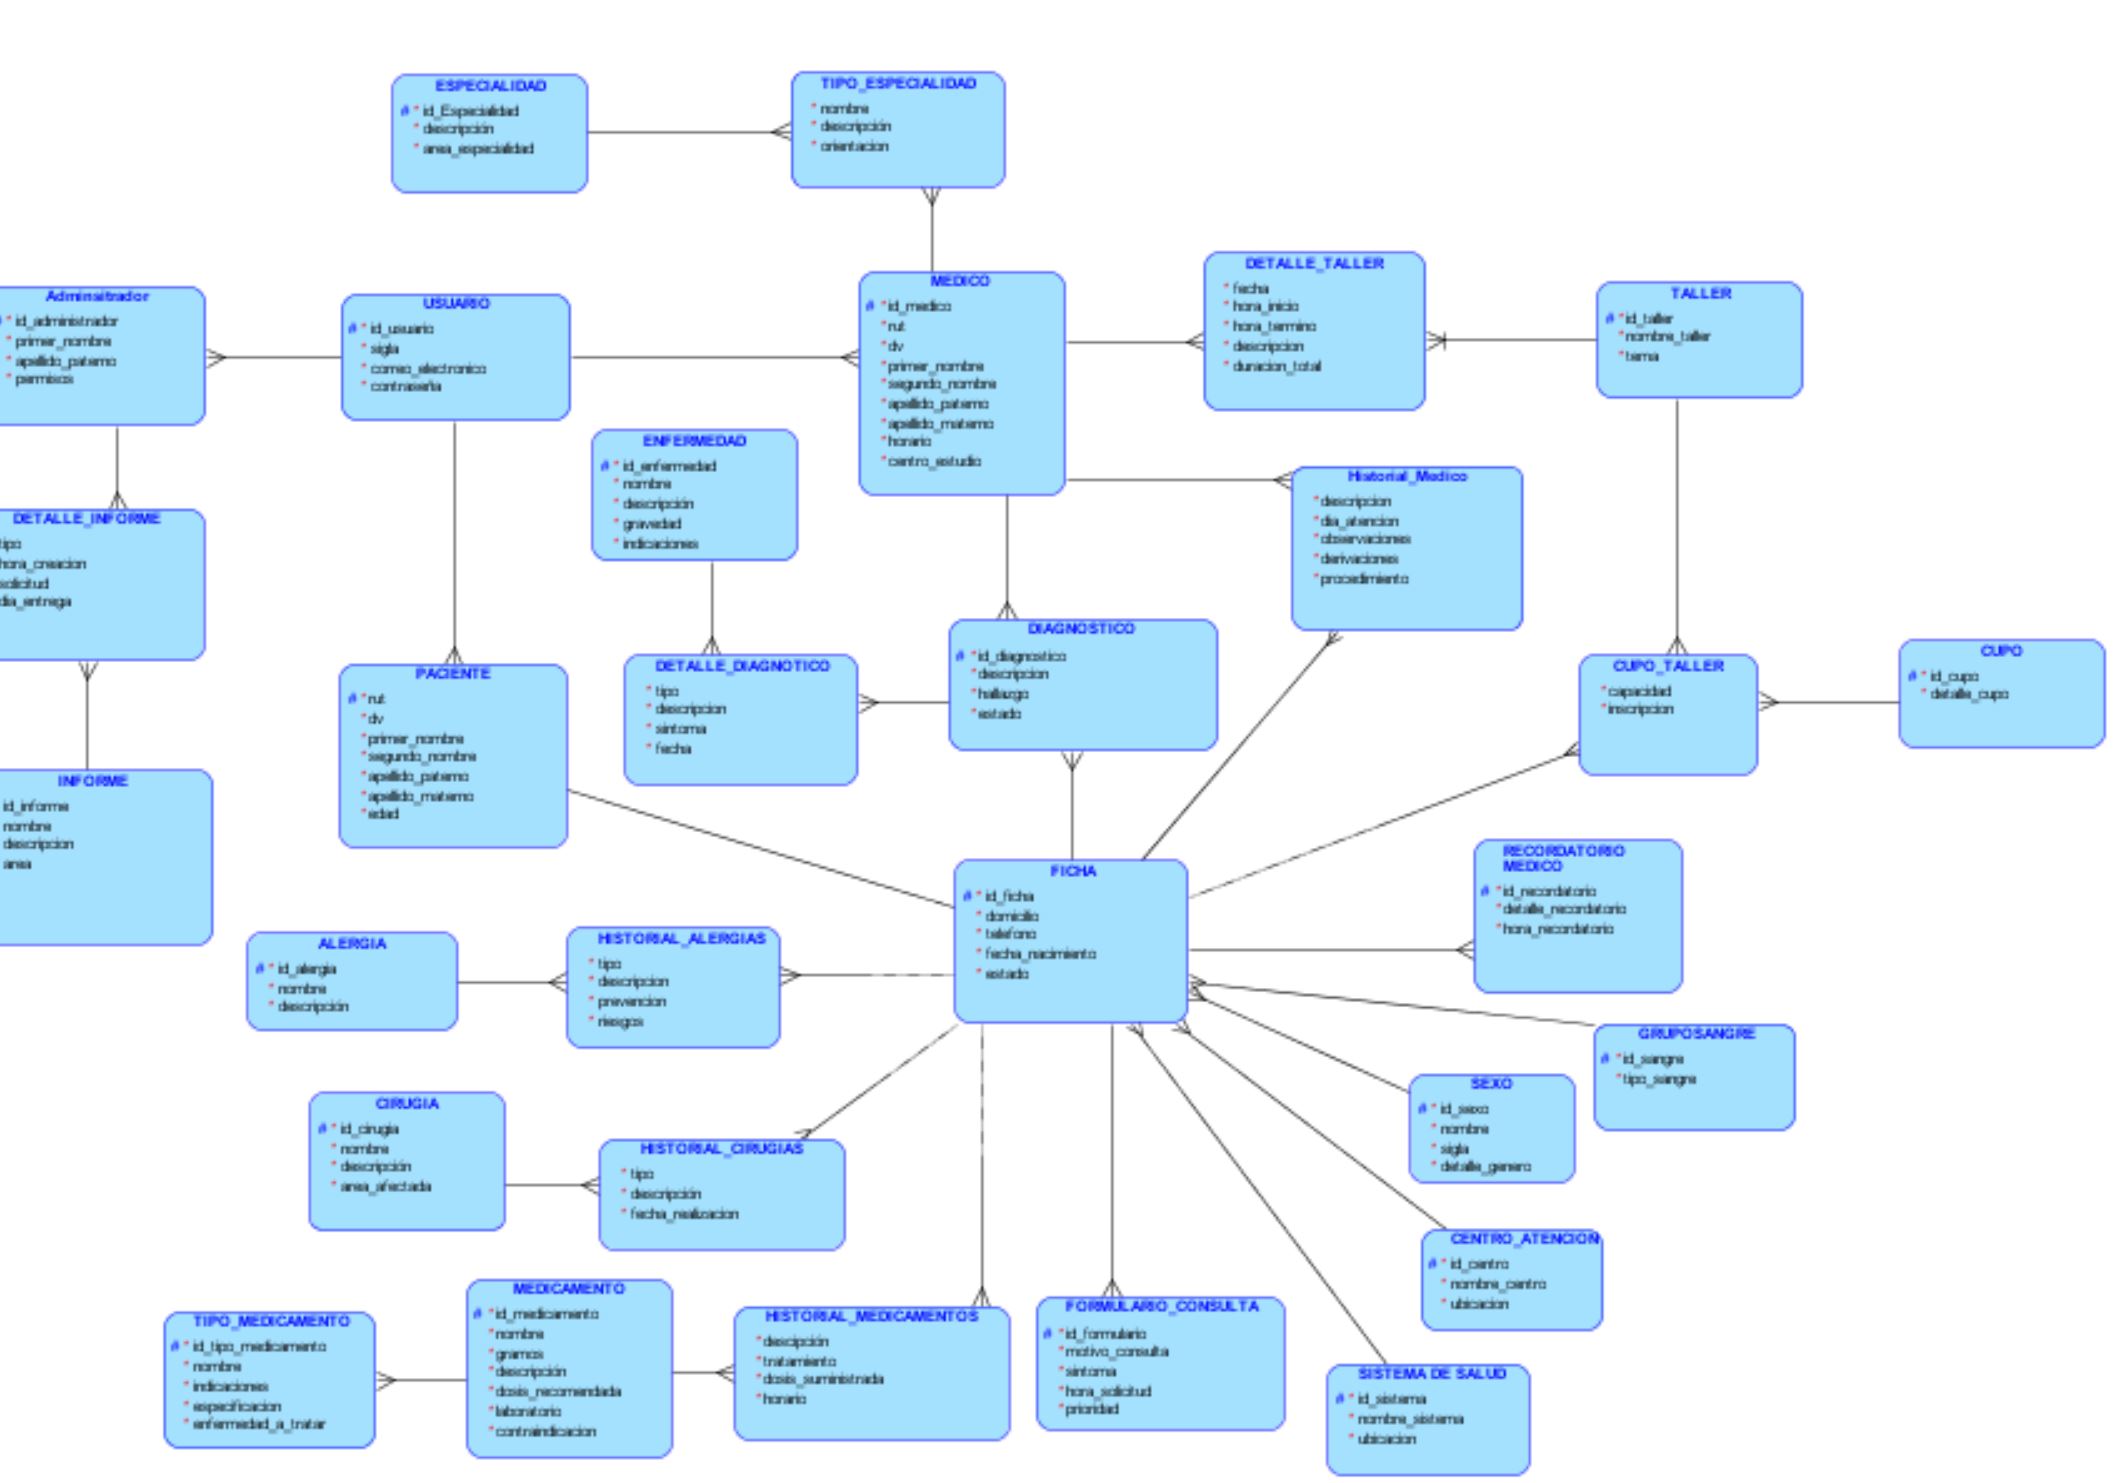 ESPECIALIDAD
# * id_Especialidad
* descripción
* area_especialidad
TIPO_ESPECIALIDAD
* nombre
* descripción
* orientacion
Adminsitrador
* id_administrador
* primer_nombre
* apellido_paterno
* permisos
USUARIO
# * id_usuario
* sigla
* correo_electronico
* contraseña
MEDICO
# * id_medico
* rut
* dv
* primer_nombre
* segundo_nombre
* apellido_paterno
* apellido_materno
* horario
* centro_estudio
DETALLE_TALLER
* fecha
* hora_inicio
* hora_termino
* descripcion
* duracion_total
TALLER
# * id_taller
* nombre_taller
* tema
ENFERMEDAD
# * id_enfermedad
* nombre
* descripción
* gravedad
* indicaciones
Historial_Medico
* descripcion
* dia_atencion
* observaciones
* derivaciones
* procedimiento
DETALLE_INFORME
tipo
hora_creacion
solicitud
dia_entrega
PACIENTE
# * rut
* dv
* primer_nombre
* segundo_nombre
* apellido_paterno
* apellido_materno
* edad
DETALLE_DIAGNOTICO
* tipo
* descripcion
* sintoma
* fecha
DIAGNOSTICO
# * id_diagnostico
* descripcion
* hallazgo
* estado
CUPO_TALLER
* capacidad
* inscripcion
CUPO
# * id_cupo
* detalle_cupo
INFORME
id_informe
nombre
descripcion
area
FICHA
# * id_ficha
* domicilio
* telefono
* fecha_nacimiento
* estado
RECORDATORIO
MEDICO
# * id_recordatorio
* detalle_recordatorio
* hora_recordatorio
ALERGIA
# * id_alergia
* nombre
* descripción
HISTORIAL_ALERGIAS
* tipo
* descripcion
* prevencion
* riesgos
GRUPOSANGRE
# * id_sangre
* tipo_sangre
SEXO
# * id_sexo
* nombre
* sigla
* detalle_genero
CIRUGIA
# * id_cirugia
* nombre
* descripción
* area_afectada
HISTORIAL_CIRUGIAS
* tipo
* descripción
* fecha_realizacion
CENTRO_ATENCION
# * id_centro
* nombre_centro
* ubicacion
TIPO_MEDICAMENTO
# * id_tipo_medicamento
* nombre
* indicaciones
* especificacion
* enfermedad_a_tratar
MEDICAMENTO
# * id_medicamento
* nombre
* gramos
* descripción
* dosis_recomendada
* laboratorio
* contraindicacion
HISTORIAL_MEDICAMENTOS
* descipción
* tratamiento
* dosis_suministrada
* horario
FORMULARIO_CONSULTA
# * id_formulario
* motivo_consulta
* sintoma
* hora_solicitud
* prioridad
SISTEMA DE SALUD
# * id_sistema
* nombre_sistema
* ubicacion